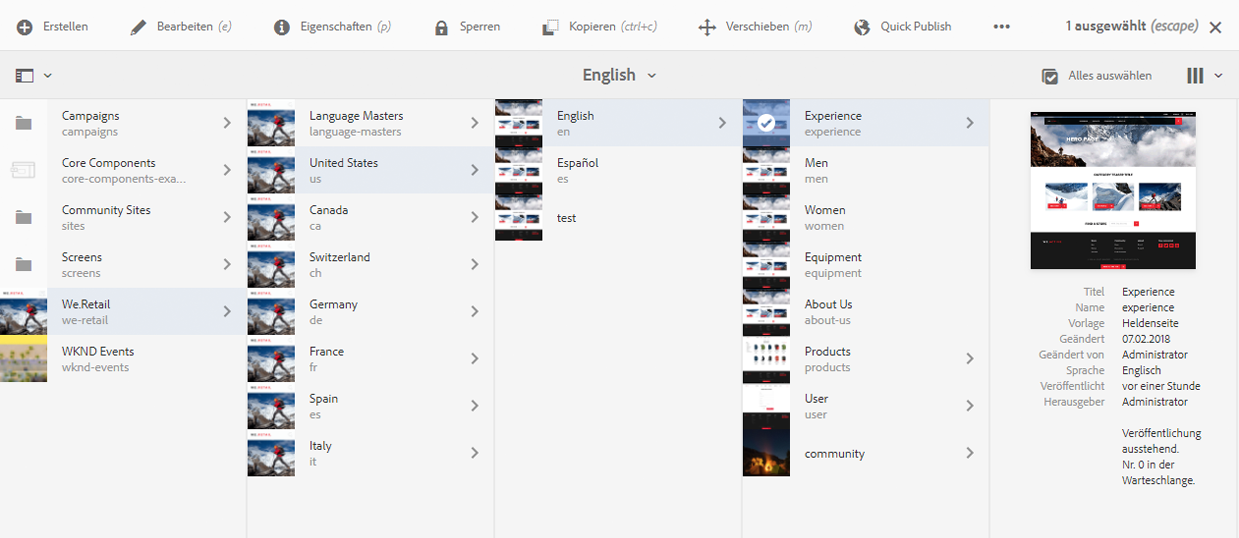 Erstellen Bearbeiten (e) Eigenschaften (p) Sperren Kopieren (ctrl+c) Verschieben (m) Quick Publish ••• 1 ausgewählt (escape)
English Alles auswählen
Campaigns
campaigns
Core Components
core-components-exa...
Community Sites
sites
Screens
screens
We.Retail
we-retail
WKND Events
wknd-events
Language Masters
language-masters
United States
us
Canada
ca
Switzerland
ch
Germany
de
France
fr
Spain
es
Italy
it
English
en
Español
es
test
Experience
experience
Men
men
Women
women
Equipment
equipment
About Us
about-us
Products
products
User
user
community
HERO PAGE
Titel Experience
Name experience
Vorlage Heldenseite
Geändert 07.02.2018
Geändert von Administrator
Sprache Englisch
Veröffentlicht vor einer Stunde
Herausgeber Administrator
Veröffentlichung
ausstehend.
Nr. 0 in der
Warteschlange.